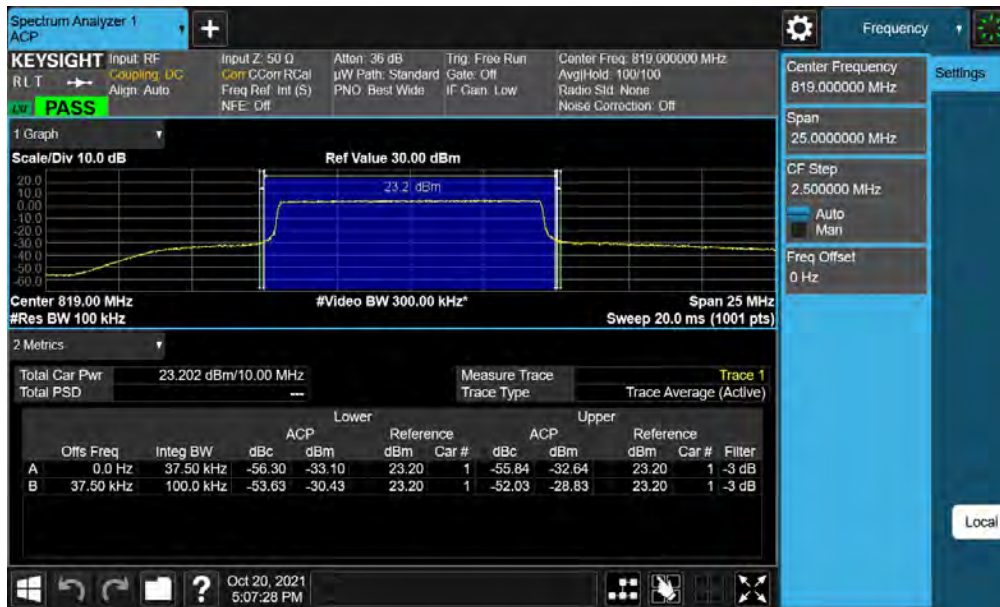 Spectrum Analyzer 1
ACP
+
Frequency
KEYSIGHT Input: RF Input Z: 50 Ω Atten: 36 dB Trig: Free Run Center Freq: 819.000000 MHz
RLT Coupling: DC Corr CCorr RCal µW Path: Standard Gate: Off Avg|Hold: 100/100
Align: Auto Freq Ref: Int (S) PNO: Best Wide IF Gain: Low Radio Std: None
PASS NFE: Off Noise Correction: Off
Center Frequency
819.000000 MHz
Settings
Span
25.0000000 MHz
CF Step
2.500000 MHz
Auto
Man
Freq Offset
0 Hz
1 Graph
Scale/Div 10.0 dB Ref Value 30.00 dBm
23.2 dBm
20.0
10.0
0.00
-10.0
-20.0
-30.0
-40.0
-50.0
-60.0
Center 819.00 MHz #Video BW 300.00 kHz* Span 25 MHz
#Res BW 100 kHz Sweep 20.0 ms (1001 pts)
2 Metrics
Total Car Pwr 23.202 dBm/10.00 MHz Measure Trace Trace 1
Total PSD --- Trace Type Trace Average (Active)
Lower Upper
ACP Reference ACP Reference
Offs Freq Integ BW dBc dBm dBm Car # dBc dBm dBm Car # Filter
A 0.0 Hz 37.50 kHz -56.30 -33.10 23.20 1 -55.84 -32.64 23.20 1 -3 dB
B 37.50 kHz 100.0 kHz -53.63 -30.43 23.20 1 -52.03 -28.83 23.20 1 -3 dB
Local
? Oct 20, 2021
5:07:28 PM